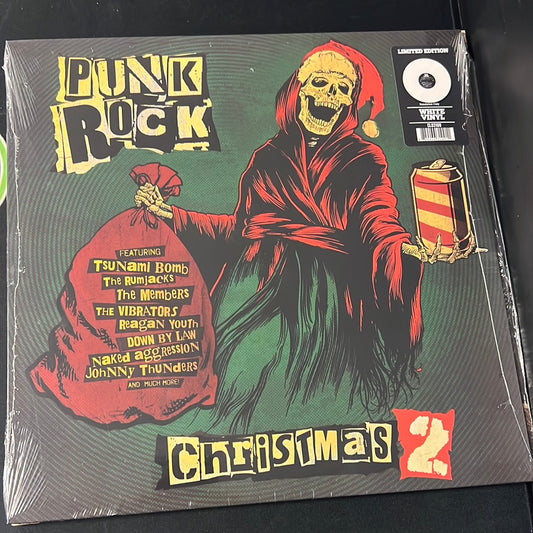 PUNK
ROCK
LIMITED EDITION
WHITE
VINYL
FEATURING
TSUNAMI BOMB
THE RUMJACKS
THE MEMBERS
THE VIBRATORS
REAGAN YOUTH
DOWN BY LAW
NAKED AGGRESSION
JOHNNY THUNDERS
AND MUCH MORE!
CHRISTMAS 2